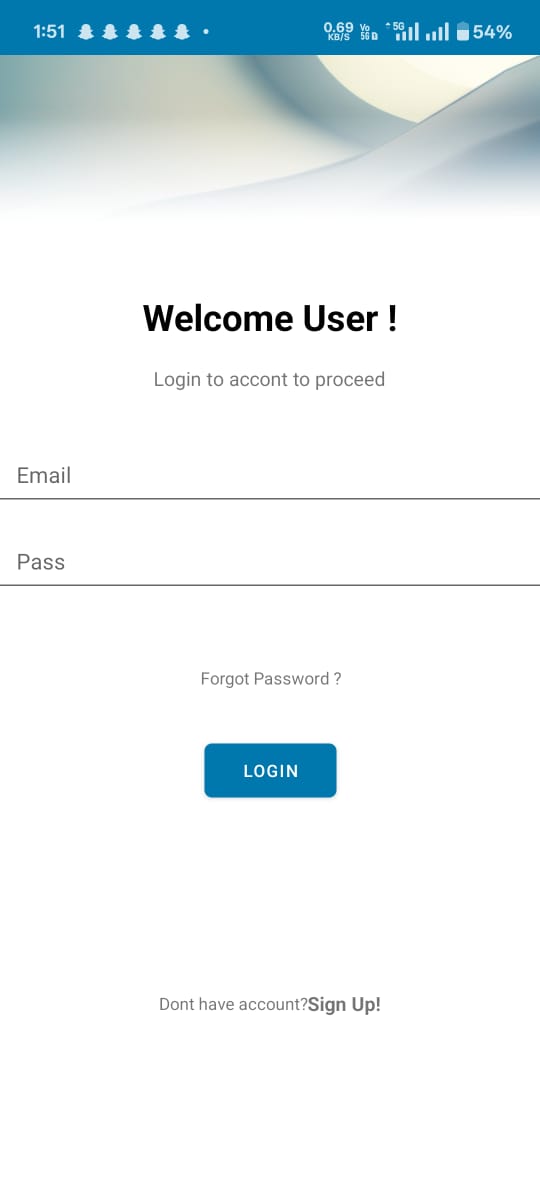 1:51 0.69 KB/S Vo 5G 5G 54%
Welcome User !
Login to accont to proceed
Email
Pass
Forgot Password ?
LOGIN
Dont have account?Sign Up!